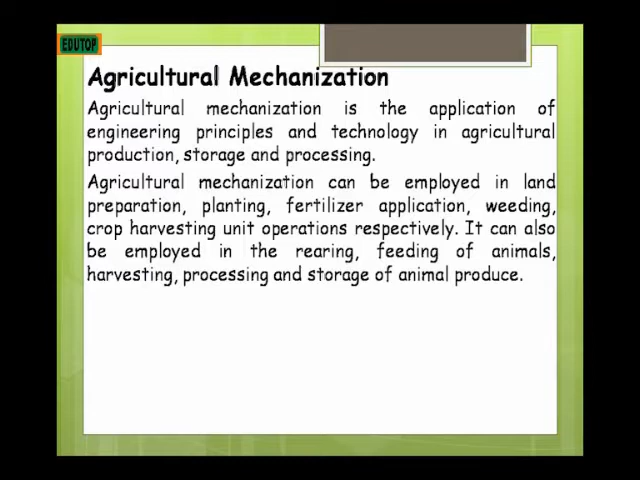 EDUTOP
Agricultural Mechanization
Agricultural mechanization is the application of
engineering principles and technology in agricultural
production, storage and processing.
Agricultural mechanization can be employed in land
preparation, planting, fertilizer application, weeding,
crop harvesting unit operations respectively. It can also
be employed in the rearing, feeding of animals,
harvesting, processing and storage of animal produce.